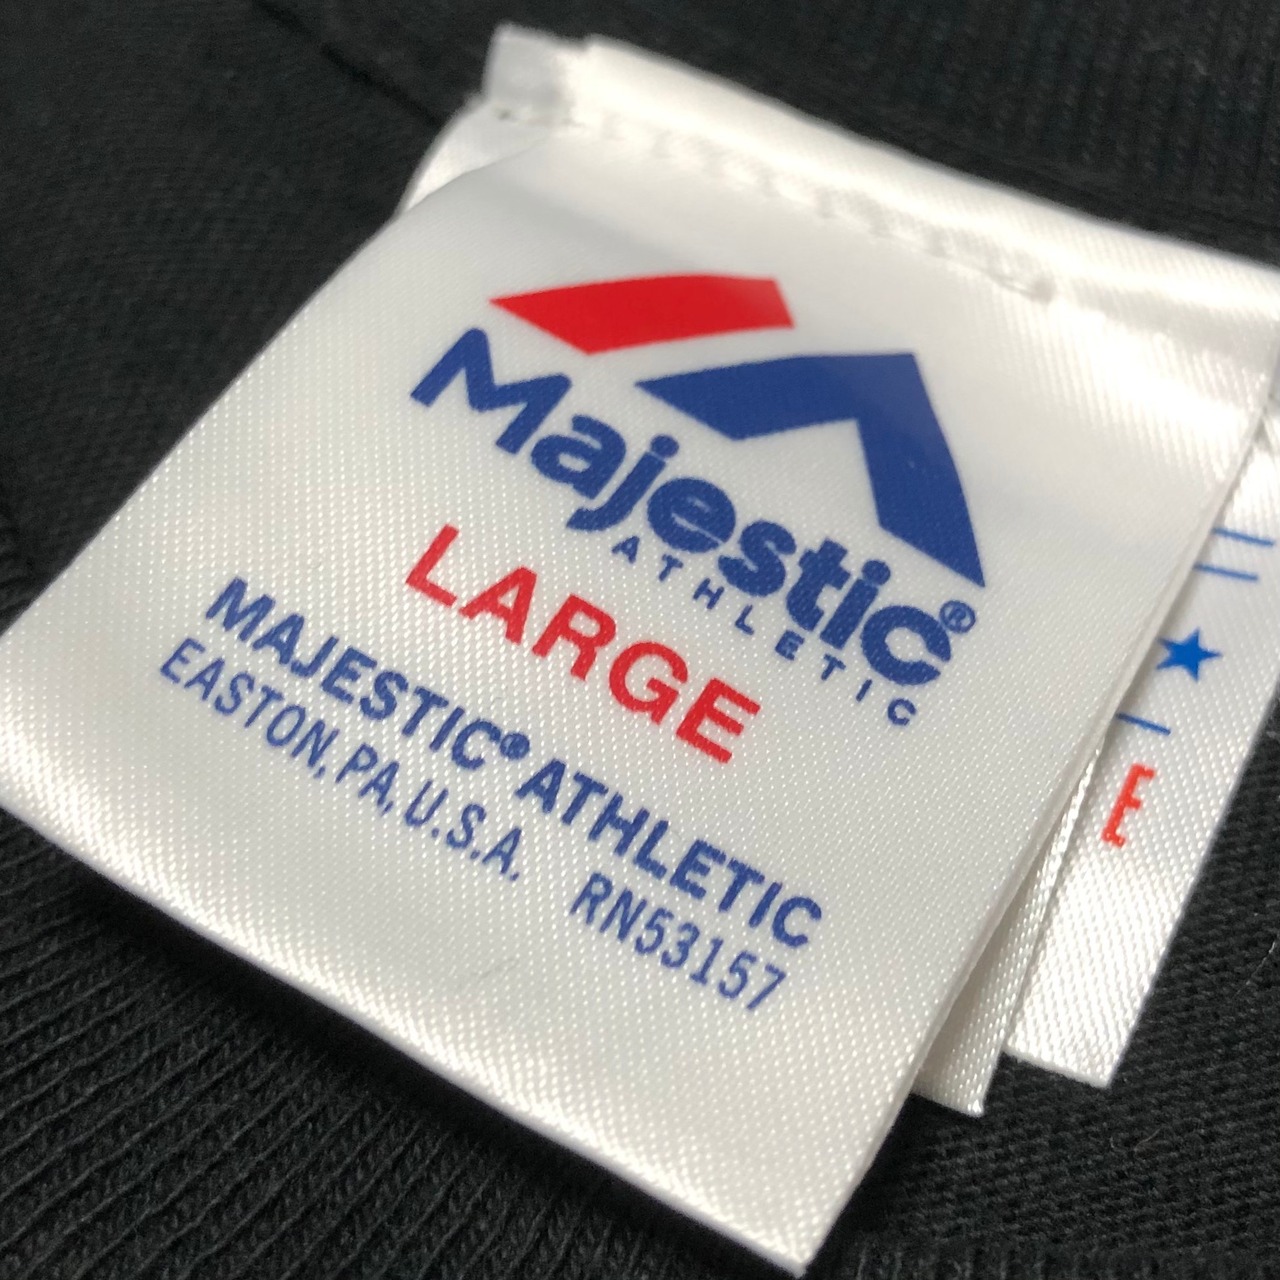 Majestic®
ATHLETIC
LARGE
MAJESTIC® ATHLETIC
EASTON, PA, U.S.A. RN53157
E